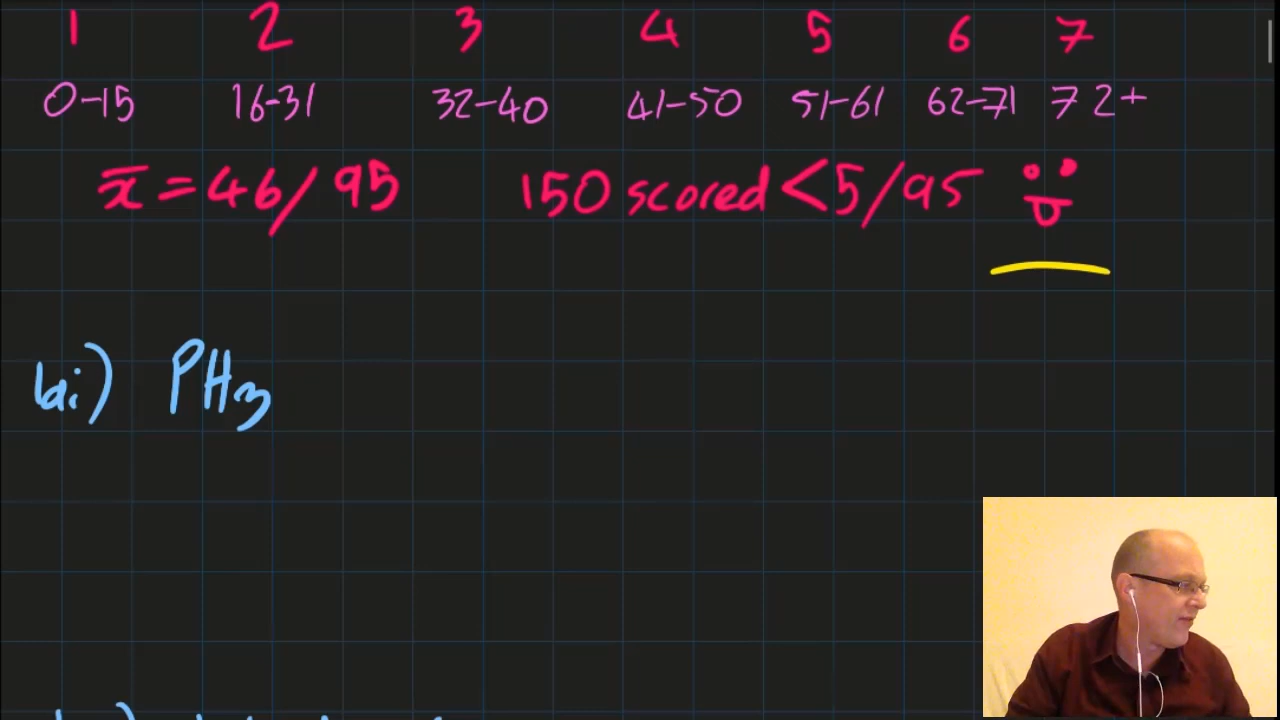 1 2 3 4 5 6 7
0-15 16-31 32-40 41-50 51-61 62-71 72+
x̄ = 46/95 150 scored <5/95
1ai) PH3